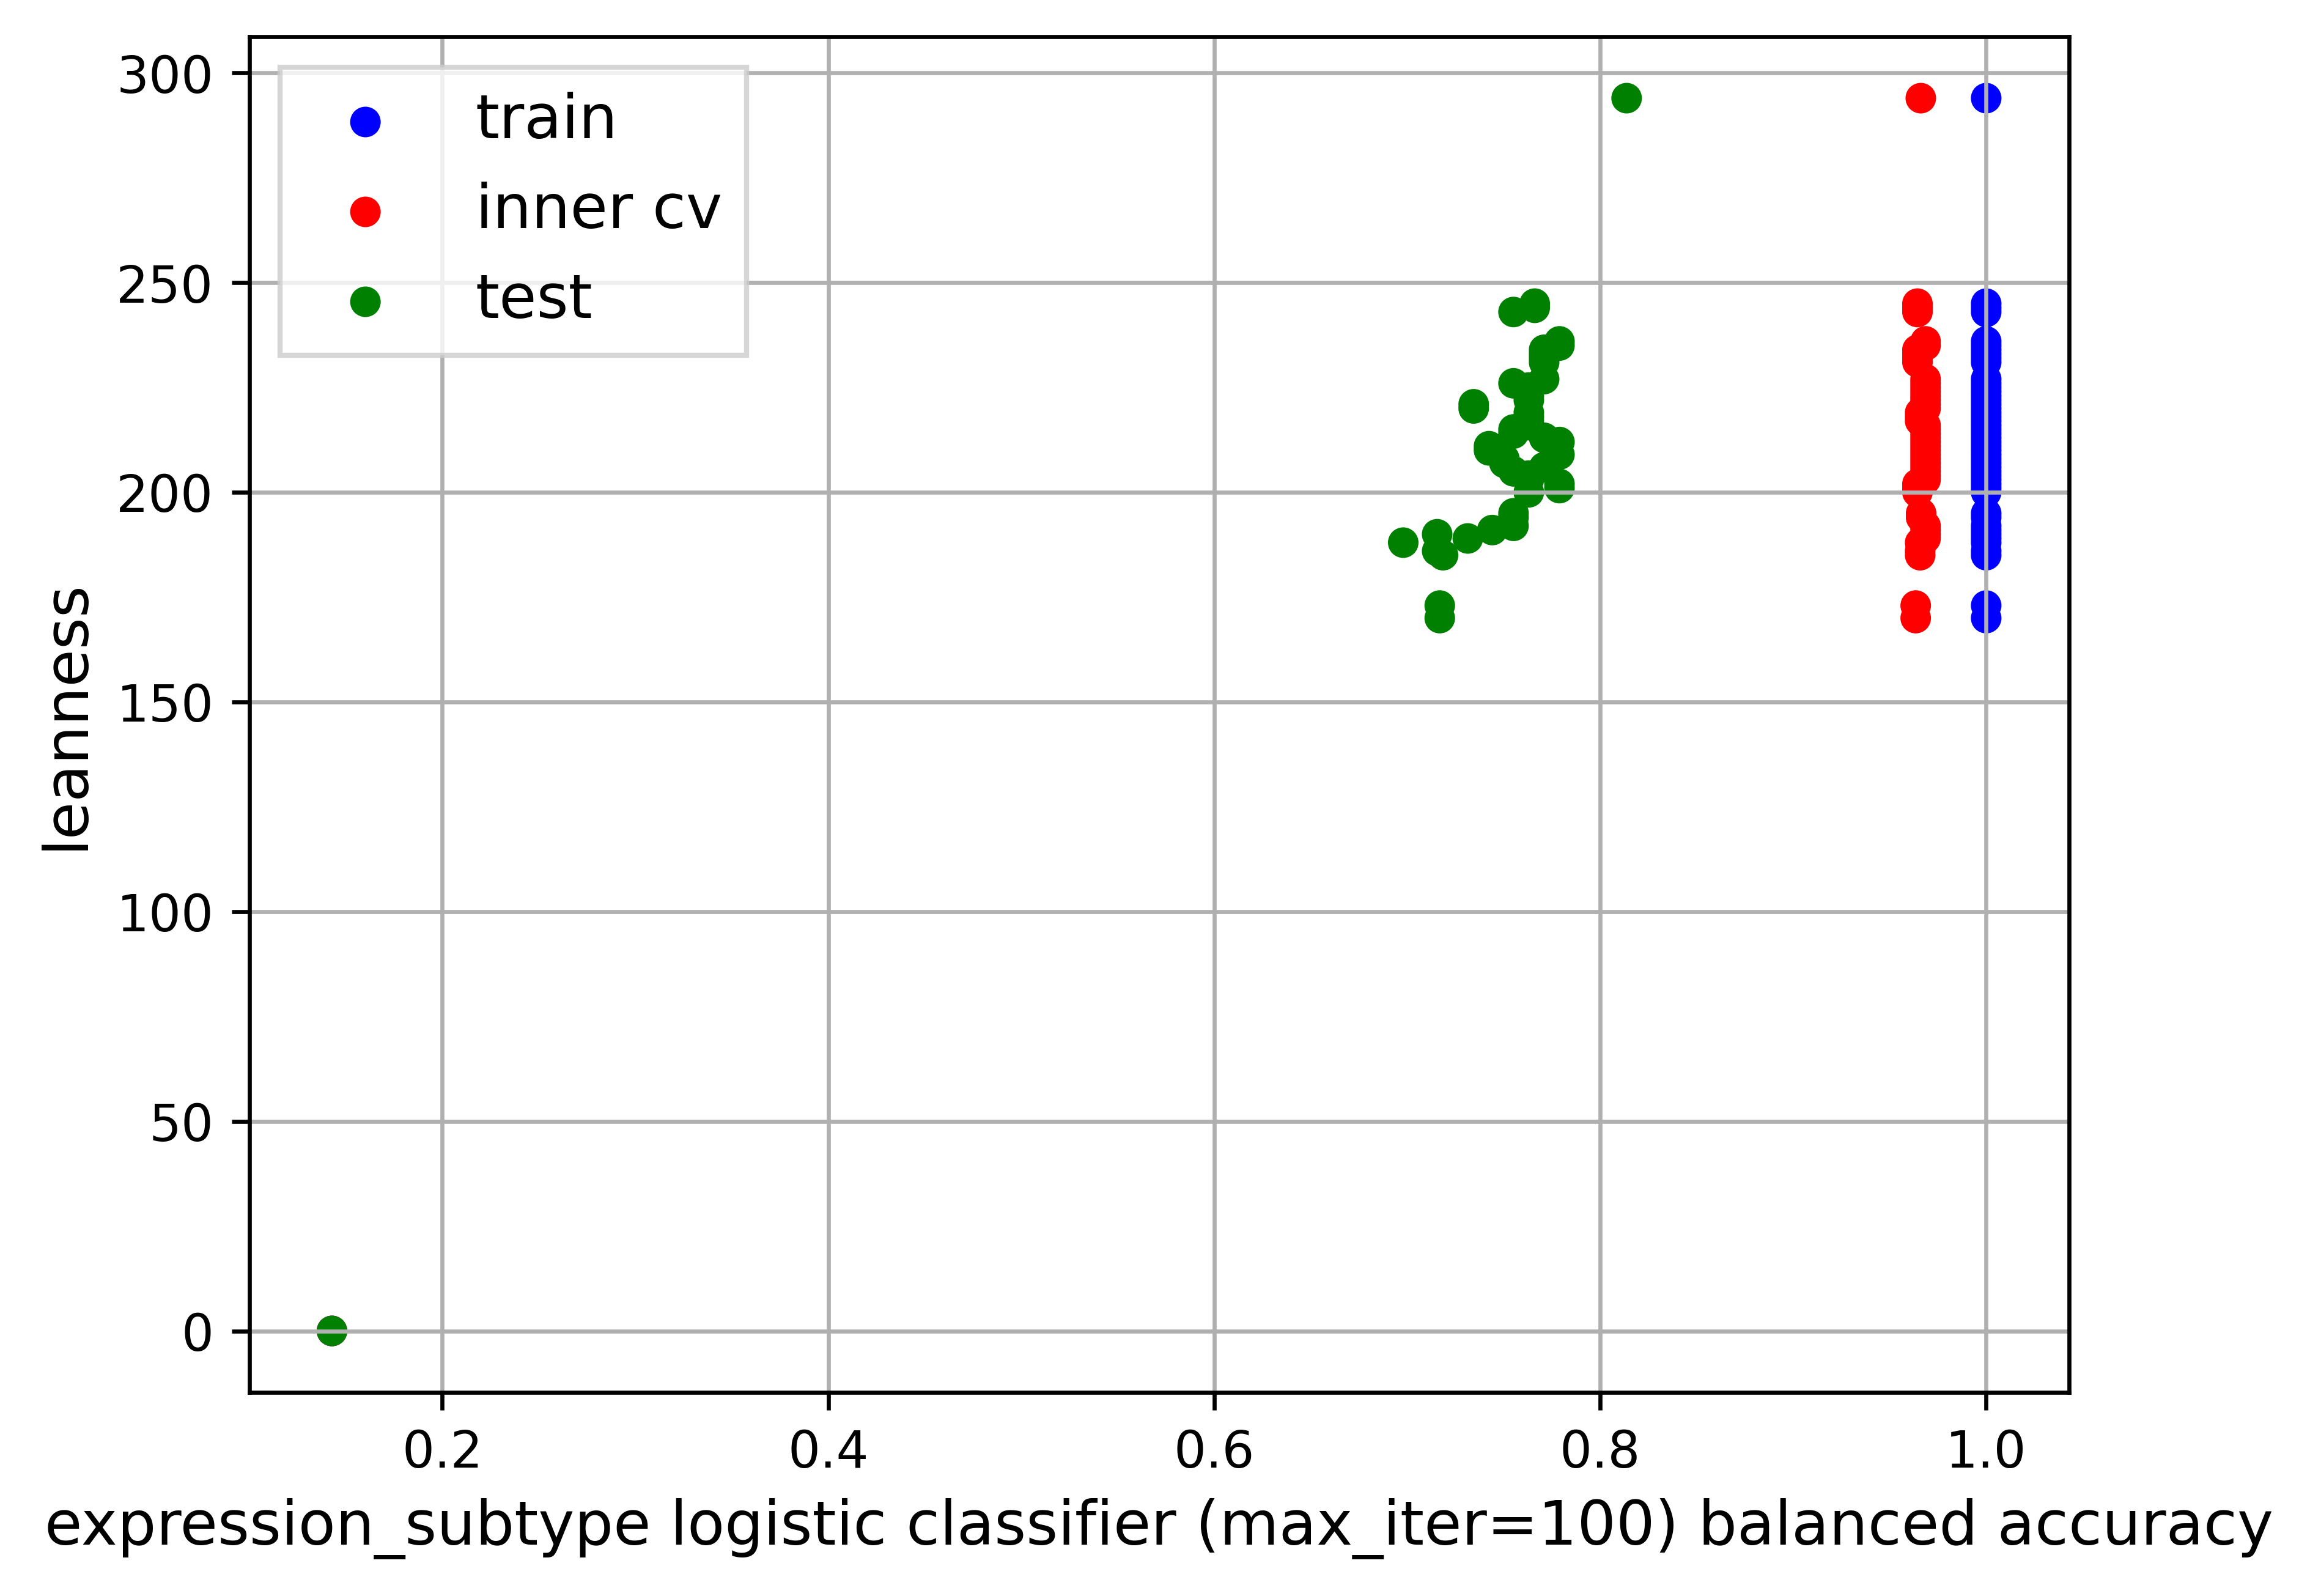 train
inner cv
test
300
250
200
150
100
50
0
leanness
0.2 0.4 0.6 0.8 1.0
expression_subtype logistic classifier (max_iter=100) balanced accuracy